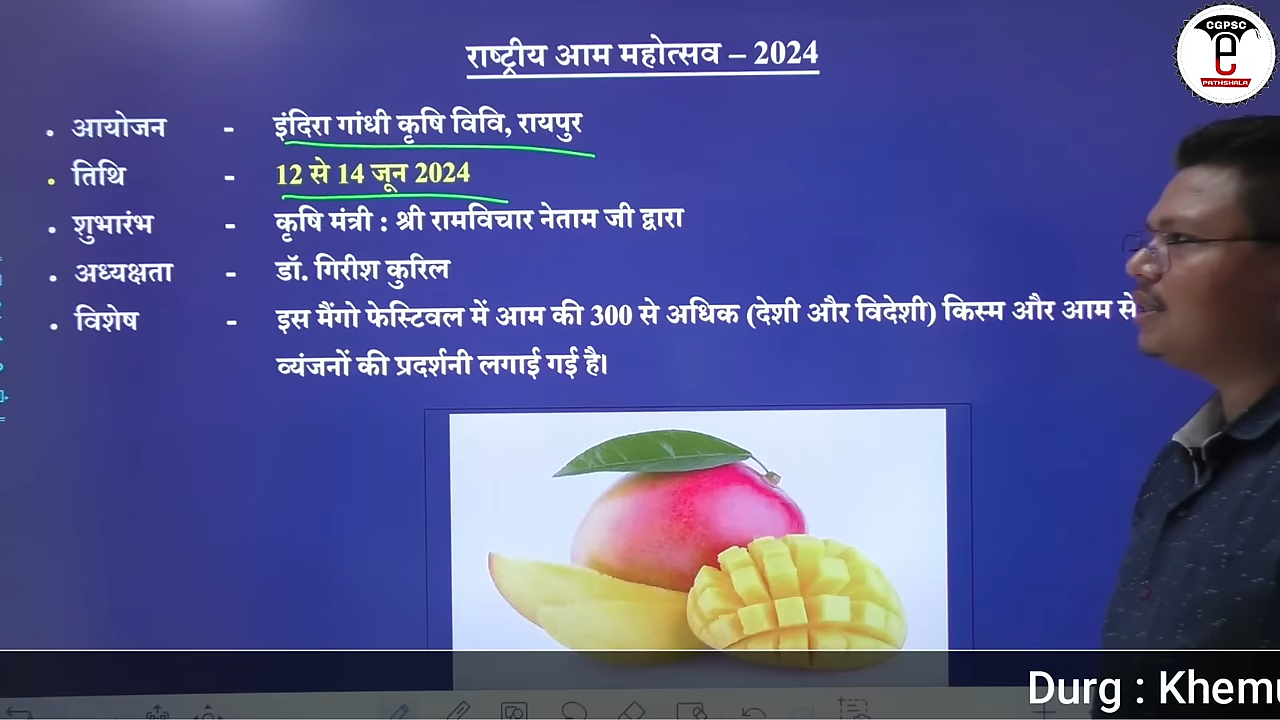 राष्ट्रीय आम महोत्सव – 2024
CGPSC
e
PATHSHALA
• आयोजन - इंदिरा गांधी कृषि विवि, रायपुर
• तिथि - 12 से 14 जून 2024
• शुभारंभ - कृषि मंत्री : श्री रामविचार नेताम जी द्वारा
• अध्यक्षता - डॉ. गिरीश कुरिल
• विशेष - इस मैंगो फेस्टिवल में आम की 300 से अधिक (देशी और विदेशी) किस्म और आम से
व्यंजनों की प्रदर्शनी लगाई गई है।
Durg :